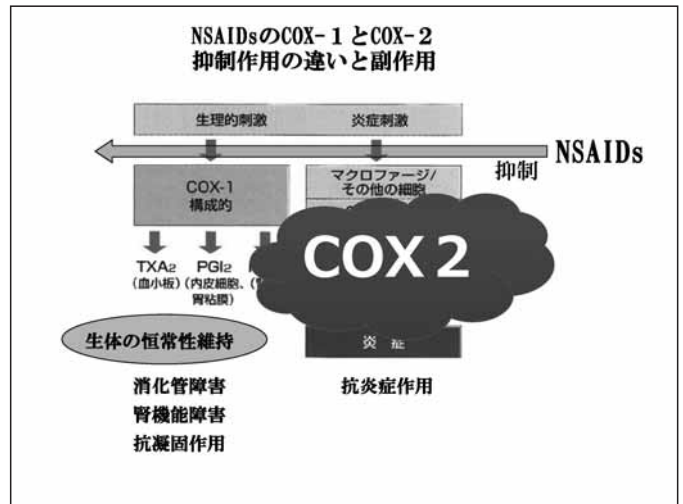 NSAIDsのCOX-1とCOX-2
抑制作用の違いと副作用
生理的刺激
炎症刺激
NSAIDs
抑制
COX-1
構成的
マクロファージ/
その他の細胞
COX 2
TXA2
(血小板)
PGI2
(内皮細胞、
胃粘膜)
炎 症
生体の恒常性維持
消化管障害
腎機能障害
抗凝固作用
抗炎症作用